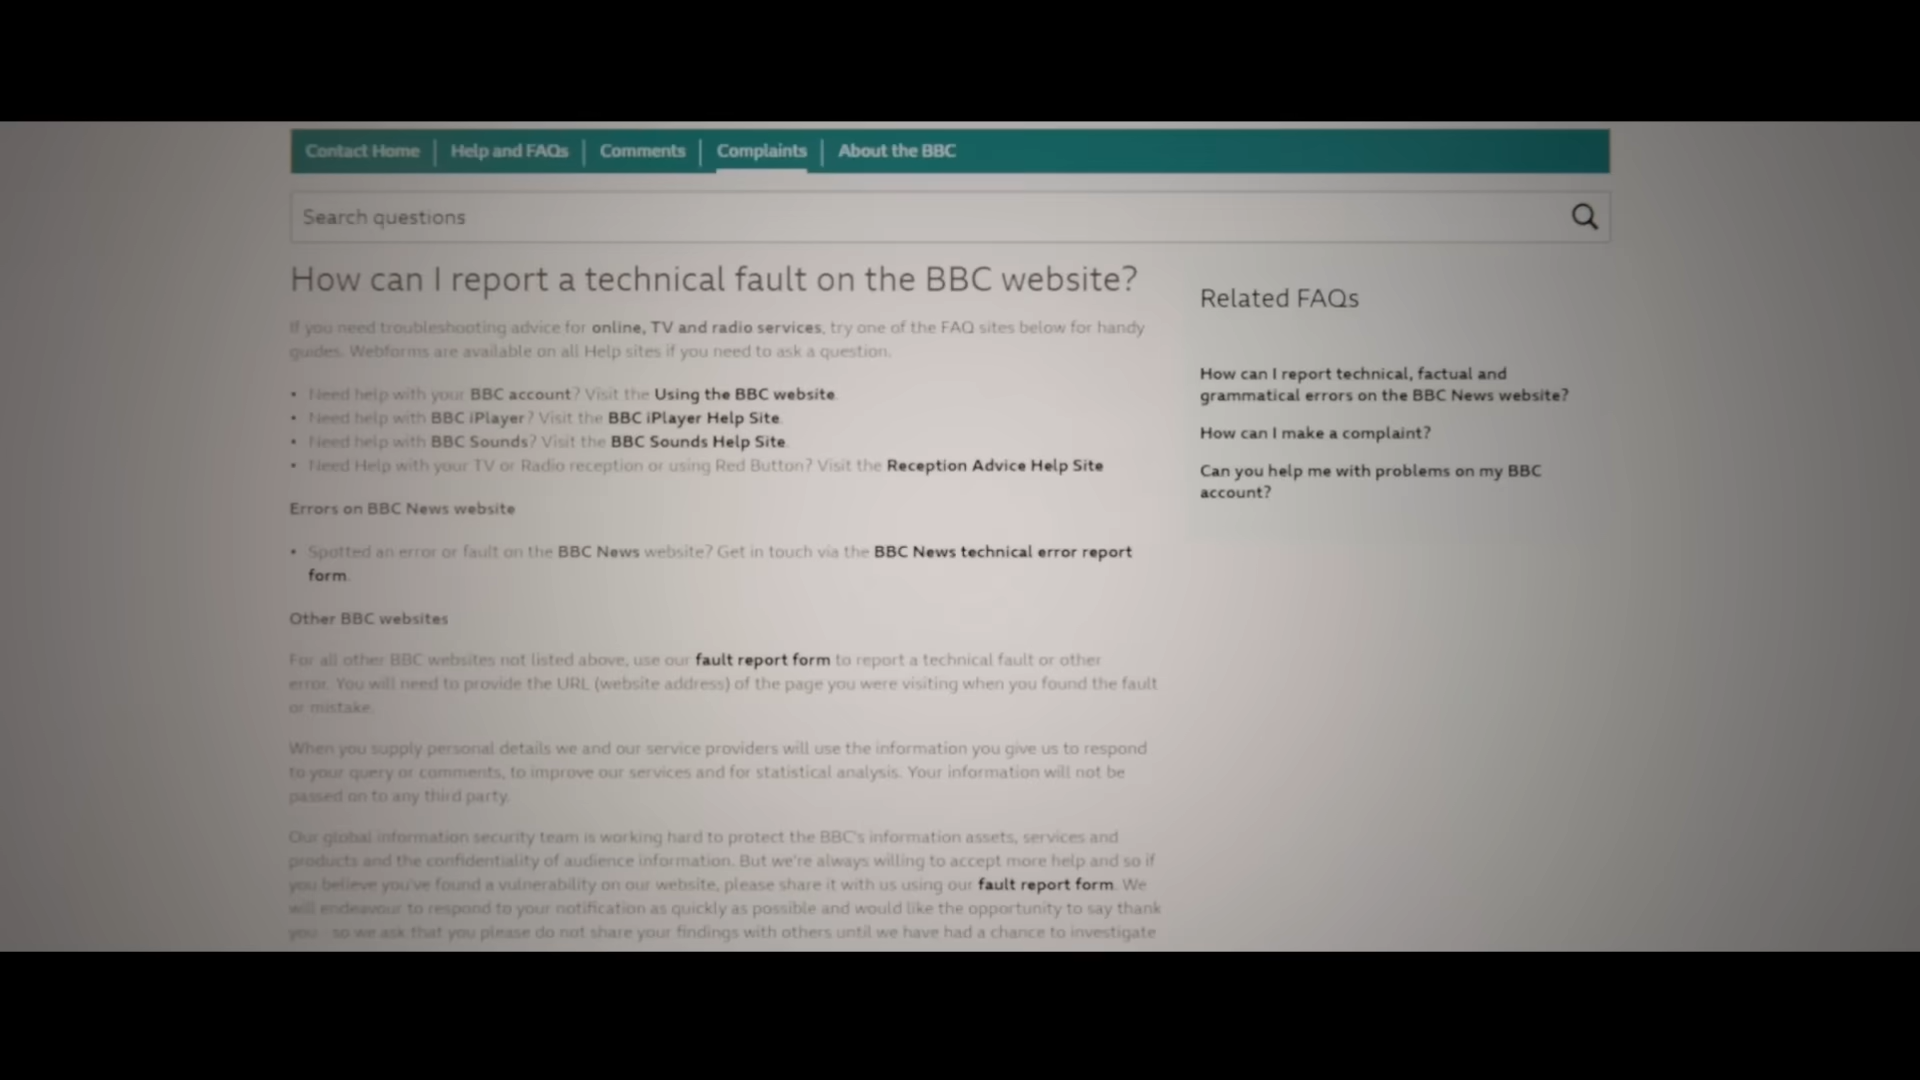 Contact Home | Help and FAQs | Comments | Complaints | About the BBC
Search questions
How can I report a technical fault on the BBC website?
If you need troubleshooting advice for online, TV and radio services, try one of the FAQ sites below for handy
guides. Webforms are available on all Help sites if you need to ask a question.
• Need help with your BBC account? Visit the Using the BBC website.
• Need help with BBC iPlayer? Visit the BBC iPlayer Help Site.
• Need help with BBC Sounds? Visit the BBC Sounds Help Site.
• Need Help with your TV or Radio reception or using Red Button? Visit the Reception Advice Help Site
Errors on BBC News website
• Spotted an error or fault on the BBC News website? Get in touch via the BBC News technical error report
form.
Other BBC websites
For all other BBC websites not listed above, use our fault report form to report a technical fault or other
error. You will need to provide the URL (website address) of the page you were visiting when you found the fault
or mistake.
When you supply personal details we and our service providers will use the information you give us to respond
to your query or comments, to improve our services and for statistical analysis. Your information will not be
passed on to any third party.
Our global information security team is working hard to protect the BBC's information assets, services and
products and the confidentiality of audience information. But we're always willing to accept more help and so if
you believe you've found a vulnerability on our website, please share it with us using our fault report form. We
will endeavour to respond to your notification as quickly as possible and would like the opportunity to say thank
you - so we ask that you please do not share your findings with others until we have had a chance to investigate
Related FAQs
How can I report technical, factual and
grammatical errors on the BBC News website?
How can I make a complaint?
Can you help me with problems on my BBC
account?